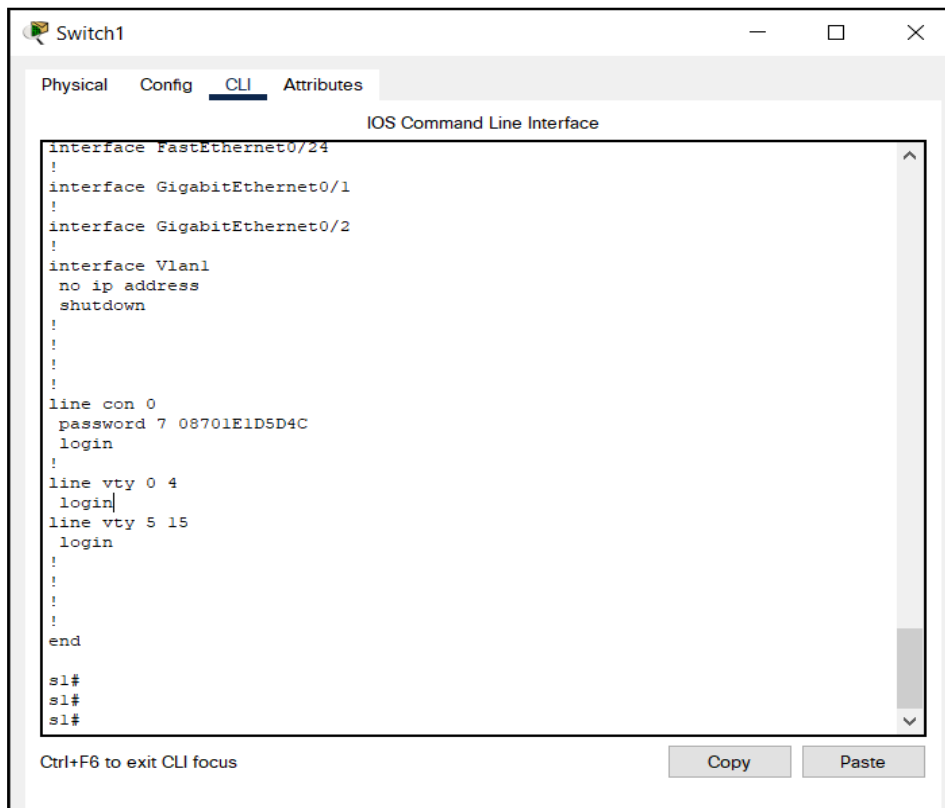 Switch1
Physical Config CLI Attributes
IOS Command Line Interface
interface FastEthernet0/24
!
interface GigabitEthernet0/1
!
interface GigabitEthernet0/2
!
interface Vlan1
 no ip address
 shutdown
!
!
!
!
line con 0
 password 7 08701E1D5D4C
 login
!
line vty 0 4
 login
line vty 5 15
 login
!
!
!
!
end
s1#
s1#
s1#
Ctrl+F6 to exit CLI focus Copy Paste